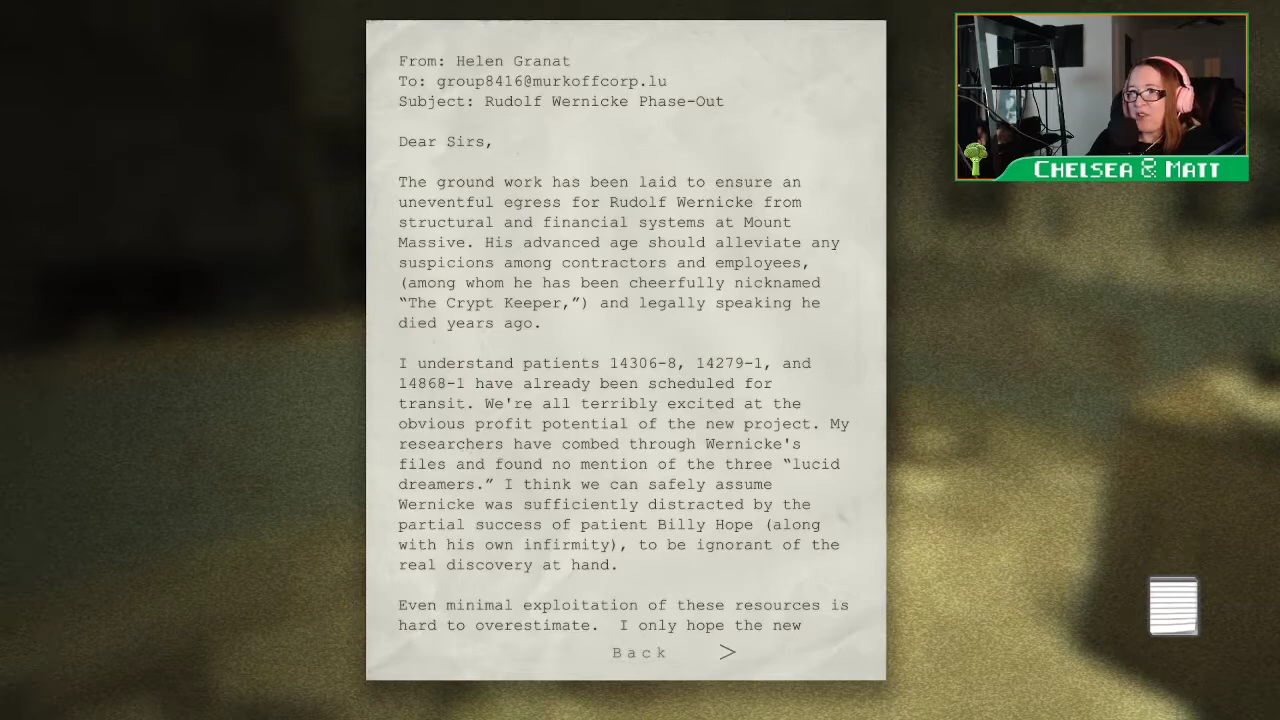 From: Helen Granat
To: group8416@murkoffcorp.lu
Subject: Rudolf Wernicke Phase-Out
Dear Sirs,
The ground work has been laid to ensure an
uneventful egress for Rudolf Wernicke from
structural and financial systems at Mount
Massive. His advanced age should alleviate any
suspicions among contractors and employees,
(among whom he has been cheerfully nicknamed
“The Crypt Keeper,”) and legally speaking he
died years ago.
I understand patients 14306-8, 14279-1, and
14868-1 have already been scheduled for
transit. We're all terribly excited at the
obvious profit potential of the new project. My
researchers have combed through Wernicke's
files and found no mention of the three “lucid
dreamers.” I think we can safely assume
Wernicke was sufficiently distracted by the
partial success of patient Billy Hope (along
with his own infirmity), to be ignorant of the
real discovery at hand.
Even minimal exploitation of these resources is
hard to overestimate.  I only hope the new
Back >
Chelsea & Matt